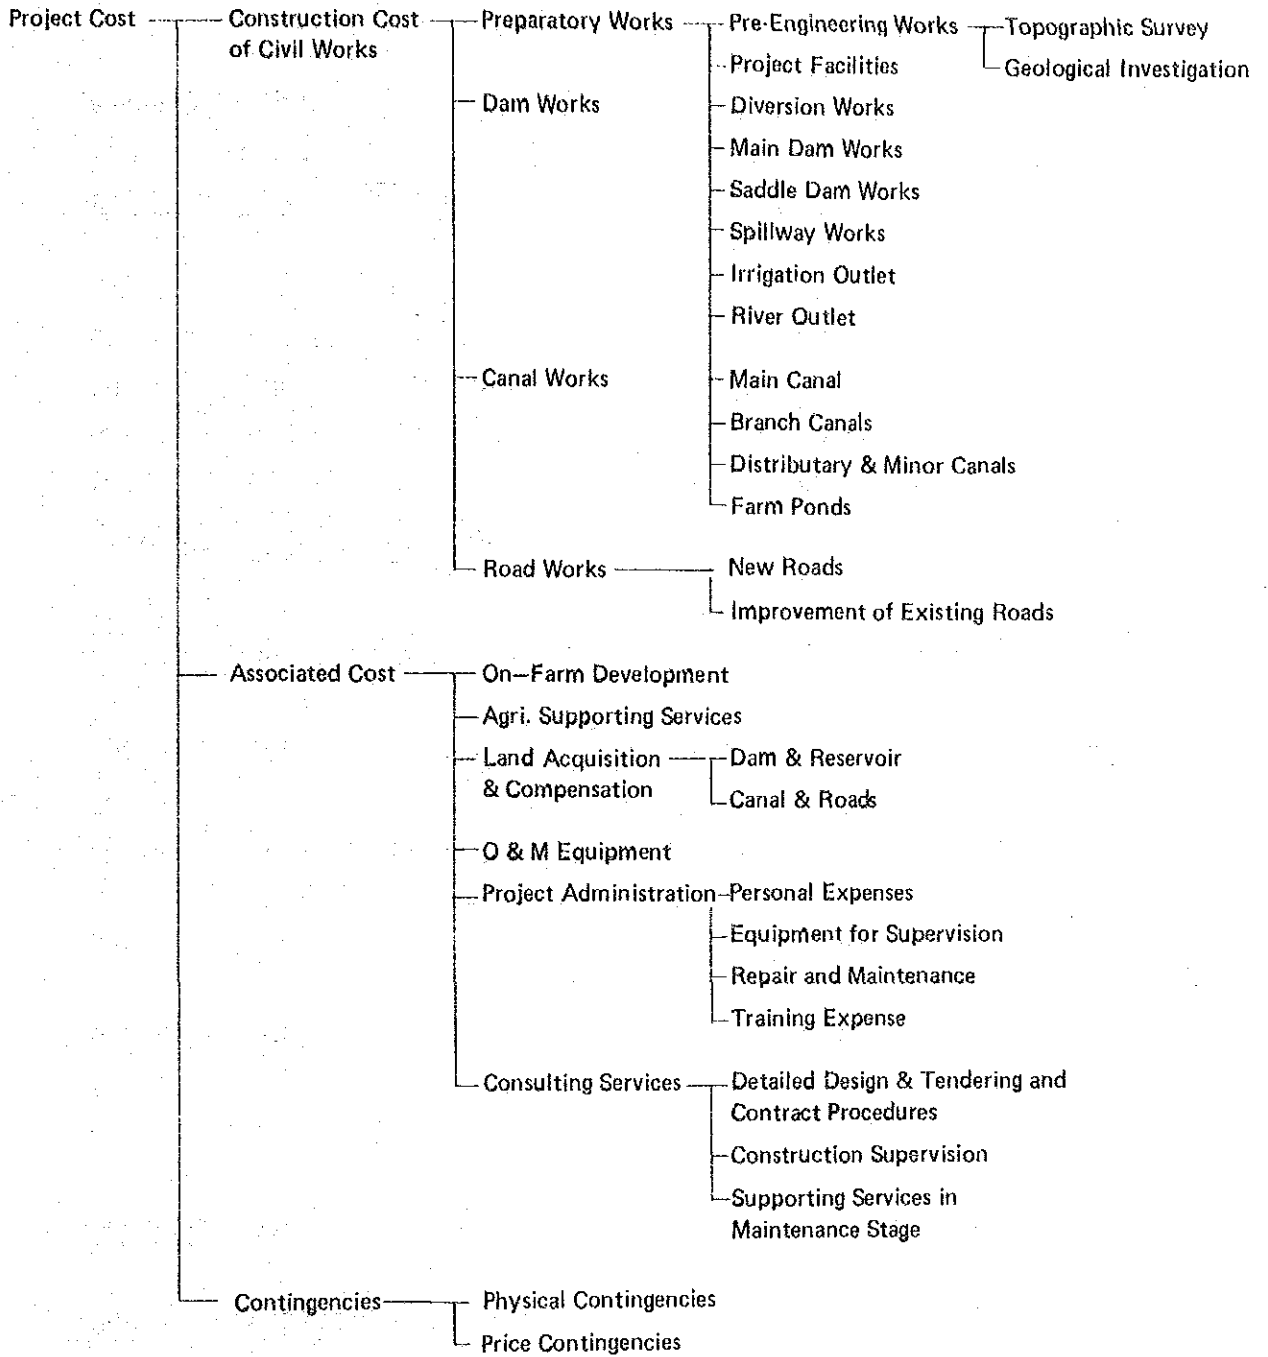 Project Cost
Construction Cost
of Civil Works
Preparatory Works
Pre-Engineering Works
Topographic Survey
Geological Investigation
Project Facilities
Dam Works
Diversion Works
Main Dam Works
Saddle Dam Works
Spillway Works
Irrigation Outlet
River Outlet
Canal Works
Main Canal
Branch Canals
Distributary & Minor Canals
Farm Ponds
Road Works
New Roads
Improvement of Existing Roads
Associated Cost
On-Farm Development
Agri. Supporting Services
Land Acquisition
& Compensation
Dam & Reservoir
Canal & Roads
O & M Equipment
Project Administration
Personal Expenses
Equipment for Supervision
Repair and Maintenance
Training Expense
Consulting Services
Detailed Design & Tendering and
Contract Procedures
Construction Supervision
Supporting Services in
Maintenance Stage
Contingencies
Physical Contingencies
Price Contingencies